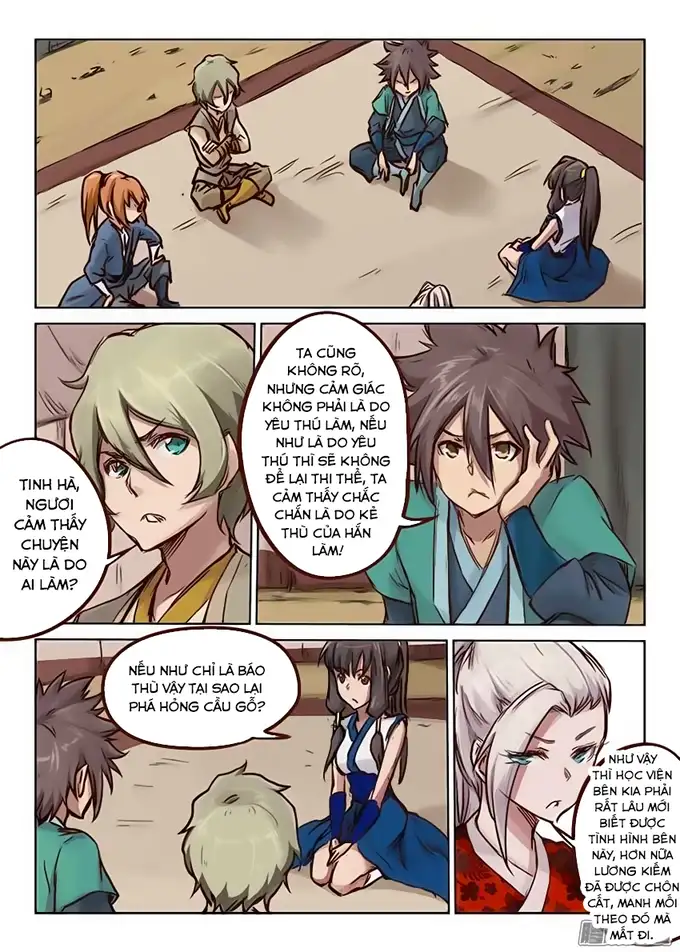 TINH HÀ,
NGƯƠI
CẢM THẤY
CHUYỆN
NÀY LÀ DO
AI LÀM?
TA CŨNG
KHÔNG RÕ,
NHƯNG CẢM GIÁC
KHÔNG PHẢI LÀ DO
YÊU THÚ LÀM, NẾU
NHƯ LÀ DO YÊU
THÚ THÌ SẼ KHÔNG
ĐỂ LẠI THI THỂ, TA
CẢM THẤY CHẮC
CHẮN LÀ DO KẺ
THÙ CỦA HẮN
LÀM!
NẾU NHƯ CHỈ LÀ BÁO
THÙ VẬY TẠI SAO LẠI
PHÁ HỎNG CẦU GỖ?
NHƯ VẬY
THÌ HỌC VIỆN
BÊN KIA PHẢI
RẤT LÂU MỚI
BIẾT ĐƯỢC
TÌNH HÌNH BÊN
NÀY, HƠN NỮA
LƯƠNG KIẾM
ĐÃ ĐƯỢC CHÔN
CẤT, MANH MỐI
THEO ĐÓ MÀ
MẤT ĐI.